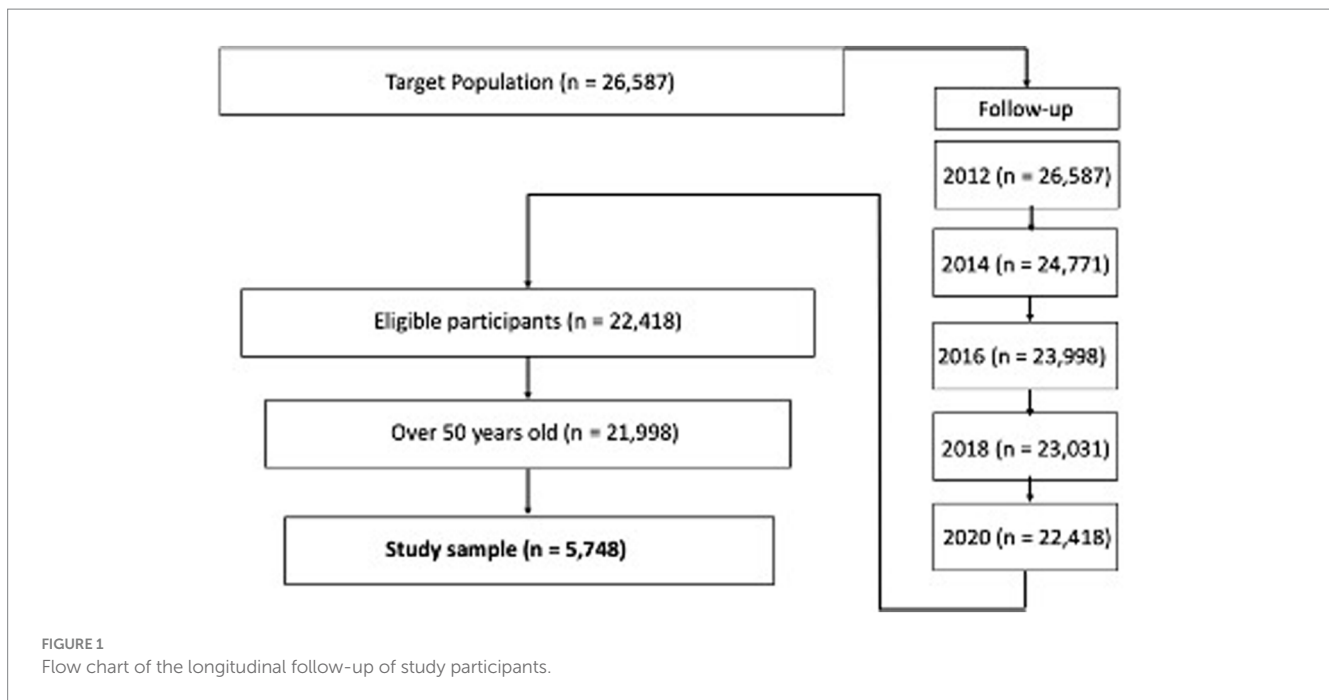 Target Population (n = 26,587)
Follow-up
2012 (n = 26,587)
2014 (n = 24,771)
2016 (n = 23,998)
2018 (n = 23,031)
2020 (n = 22,418)
Eligible participants (n = 22,418)
Over 50 years old (n = 21,998)
Study sample (n = 5,748)
FIGURE 1
Flow chart of the longitudinal follow-up of study participants.